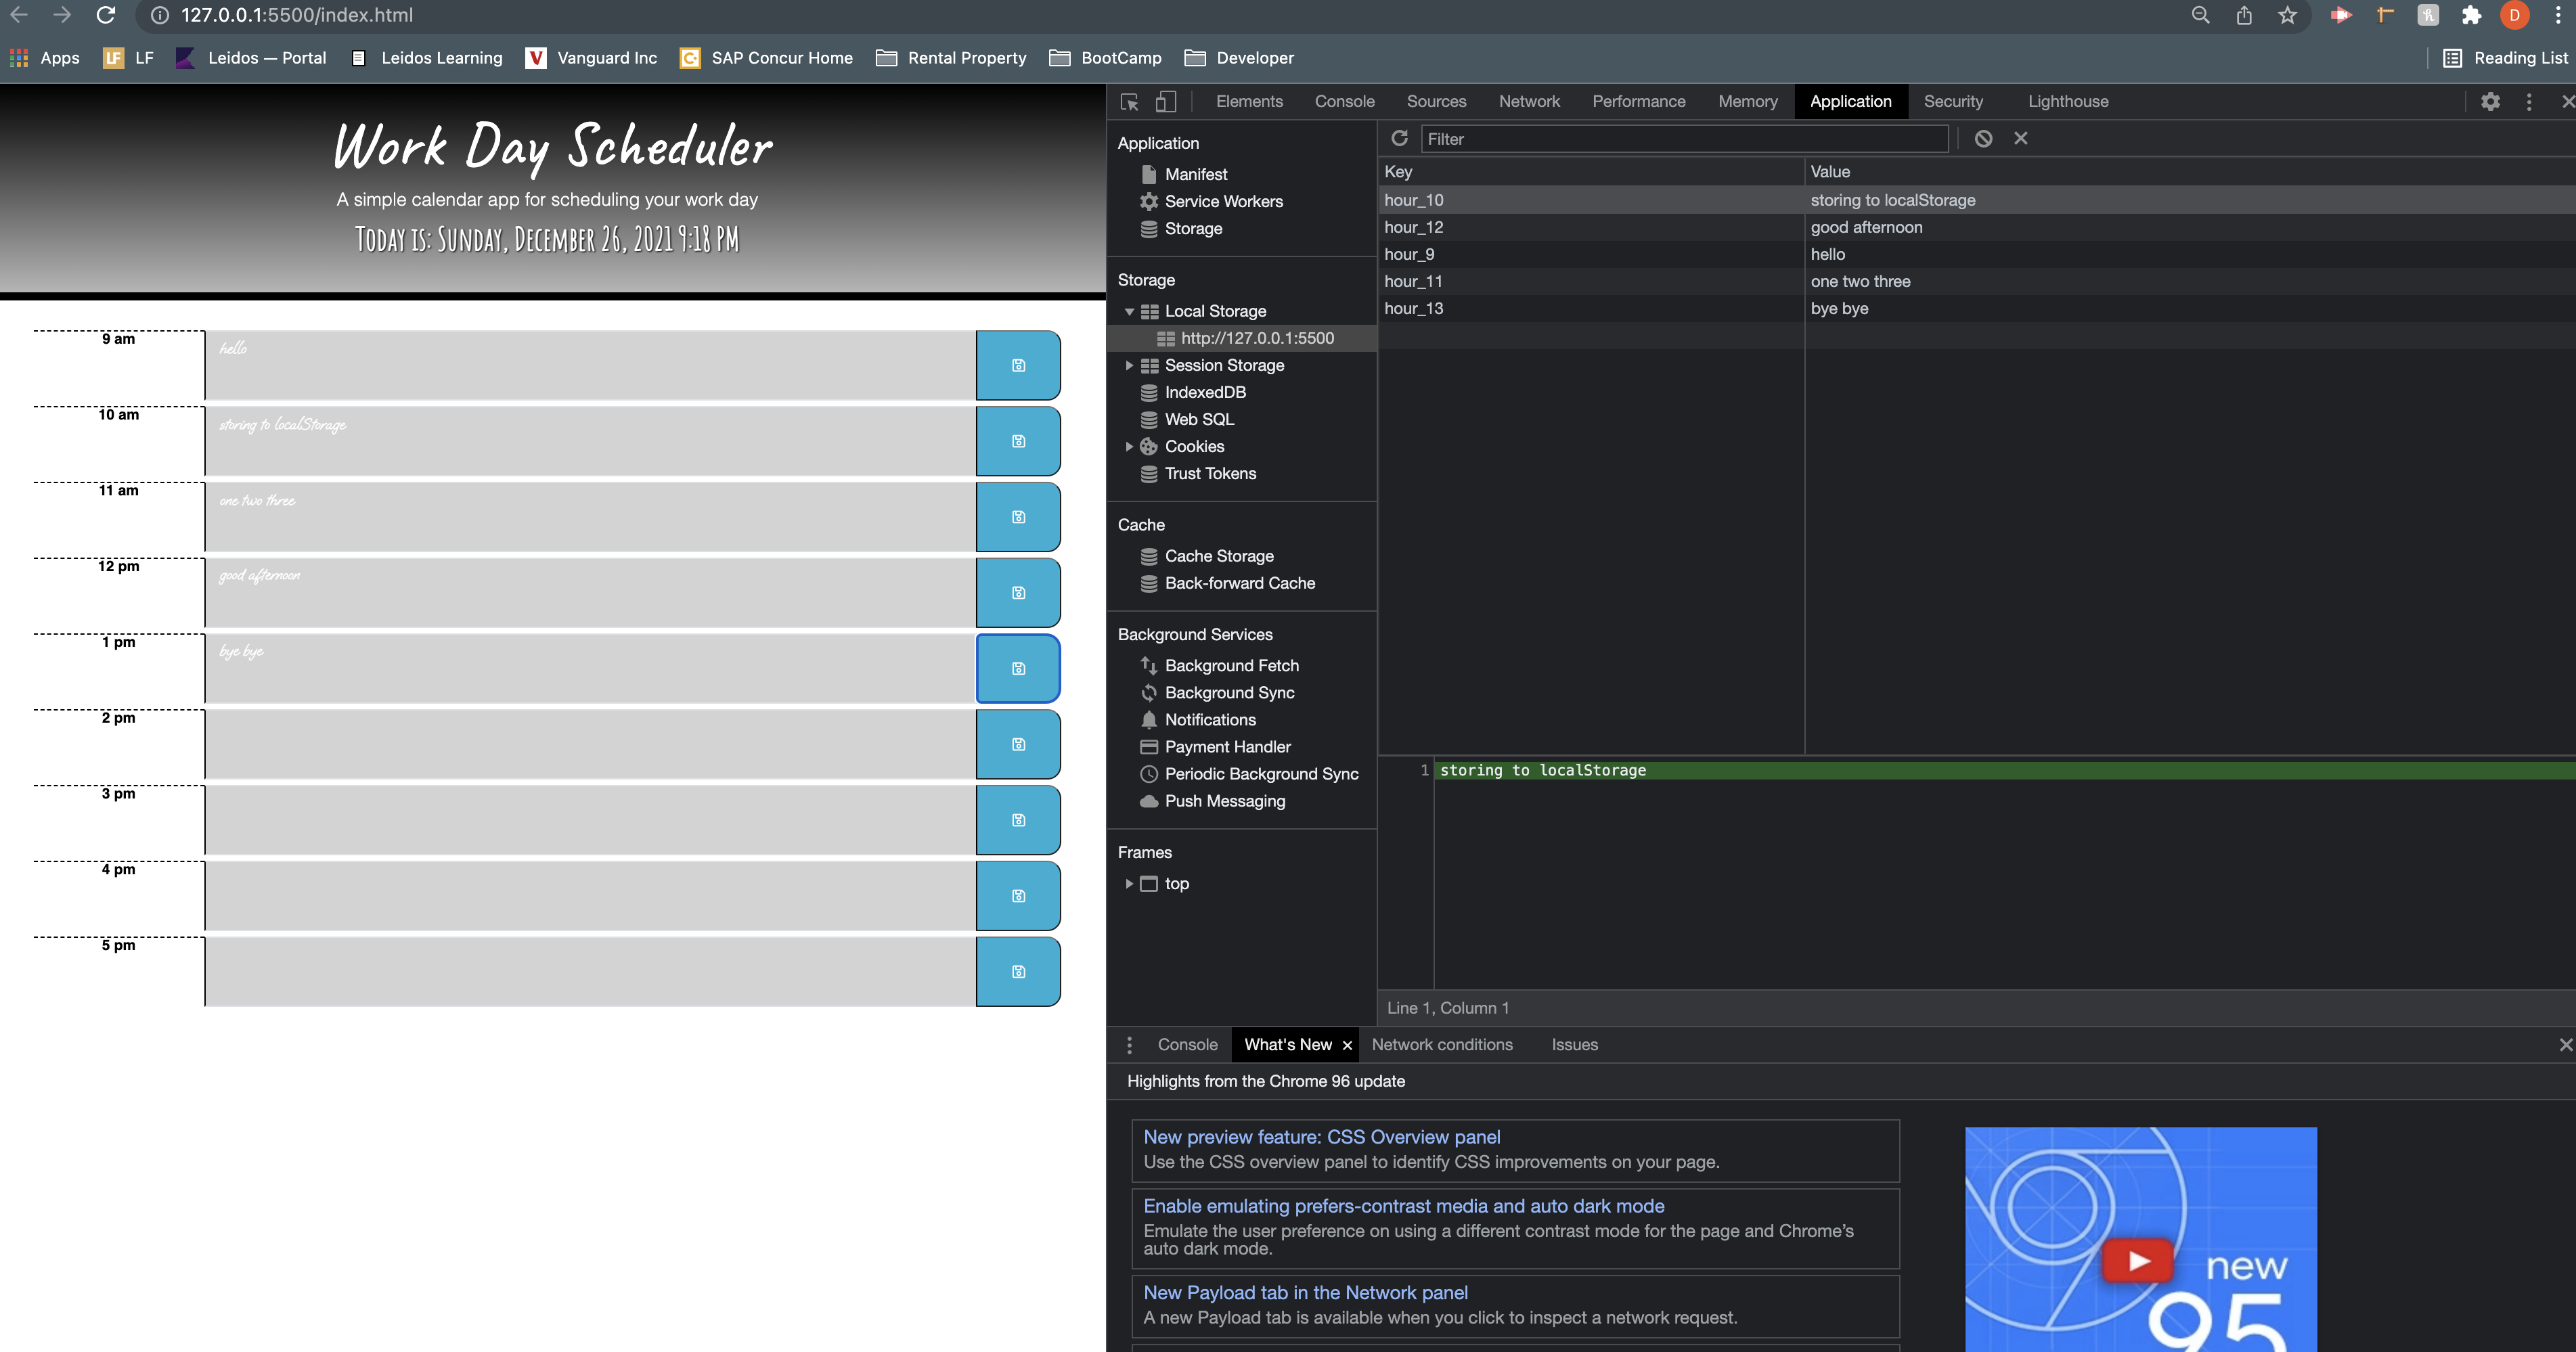 127.0.0.1:5500/index.html
D
Apps
LF LF
Leidos — Portal
Leidos Learning
V Vanguard Inc
C SAP Concur Home
Rental Property
BootCamp
Developer
Reading List
Work Day Scheduler
A simple calendar app for scheduling your work day
Today is: Sunday, December 26, 2021 9:18 PM
9 am
hello
10 am
storing to localStorage
11 am
one two three
12 pm
good afternoon
1 pm
bye bye
2 pm
3 pm
4 pm
5 pm
Elements Console Sources Network Performance Memory Application Security Lighthouse
Application
Manifest
Service Workers
Storage
Storage
Local Storage
http://127.0.0.1:5500
Session Storage
IndexedDB
Web SQL
Cookies
Trust Tokens
Cache
Cache Storage
Back-forward Cache
Background Services
Background Fetch
Background Sync
Notifications
Payment Handler
Periodic Background Sync
Push Messaging
Frames
top
Filter
Key Value
hour_10 storing to localStorage
hour_12 good afternoon
hour_9 hello
hour_11 one two three
hour_13 bye bye
1 storing to localStorage
Line 1, Column 1
Console What's New Network conditions Issues
Highlights from the Chrome 96 update
New preview feature: CSS Overview panel
Use the CSS overview panel to identify CSS improvements on your page.
Enable emulating prefers-contrast media and auto dark mode
Emulate the user preference on using a different contrast mode for the page and Chrome’s
auto dark mode.
New Payload tab in the Network panel
A new Payload tab is available when you click to inspect a network request.
new
95